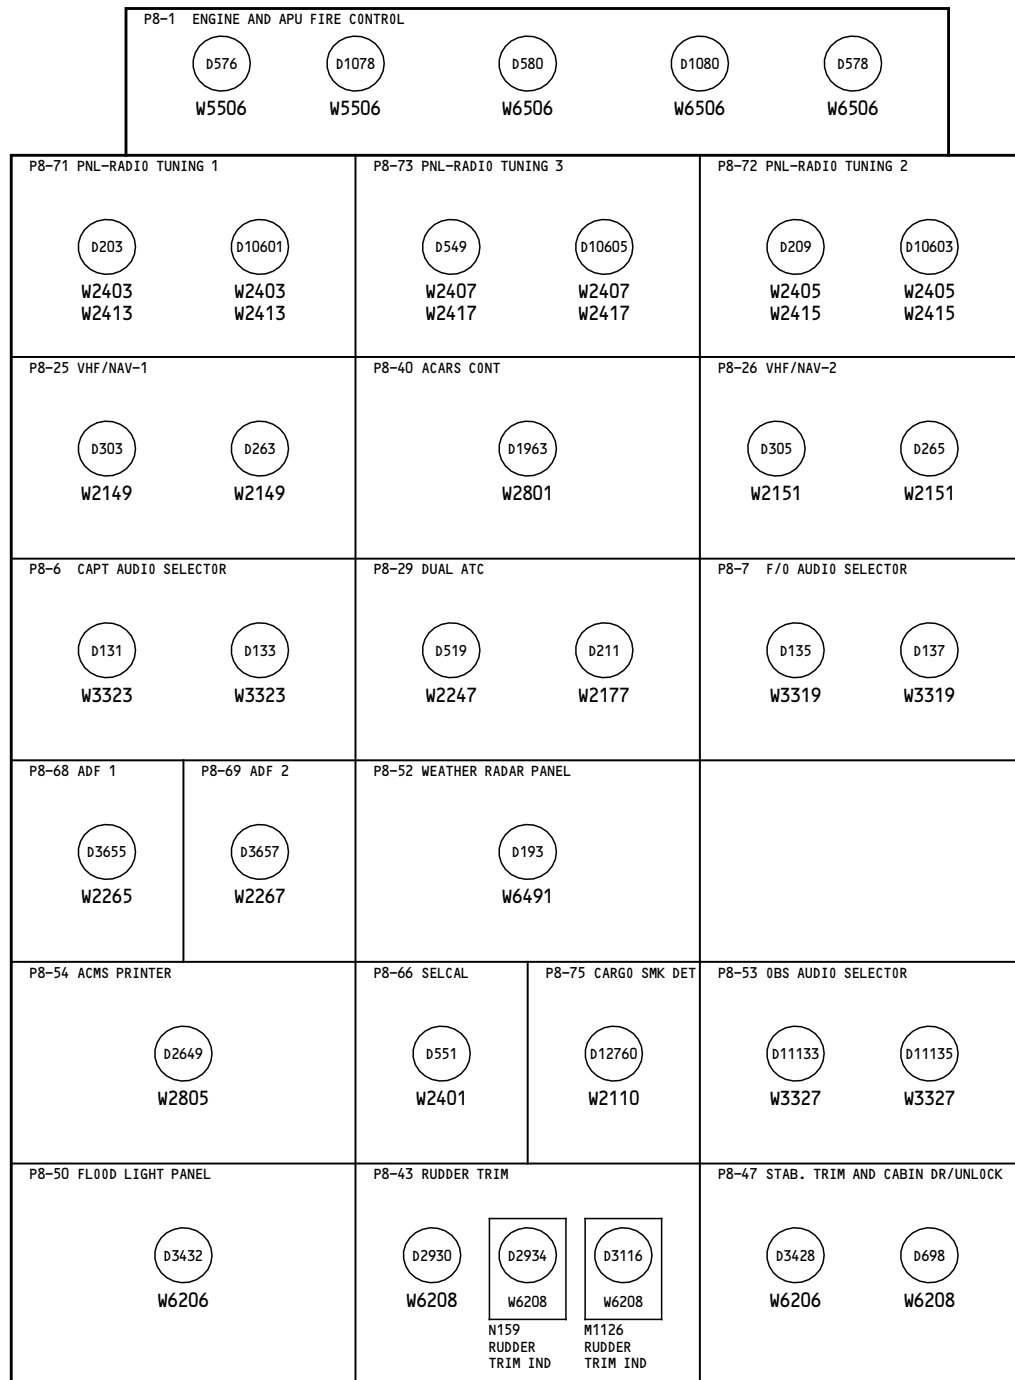 P8-1 ENGINE AND APU FIRE CONTROL
D576 D1078 D580 D1080 D578
W5506 W5506 W6506 W6506 W6506
P8-71 PNL-RADIO TUNING 1 P8-73 PNL-RADIO TUNING 3 P8-72 PNL-RADIO TUNING 2
D203 D10601 D549 D10605 D209 D10603
W2403 W2403 W2407 W2407 W2405 W2405
W2413 W2413 W2417 W2417 W2415 W2415
P8-25 VHF/NAV-1 P8-40 ACARS CONT P8-26 VHF/NAV-2
D303 D263 D1963 D305 D265
W2149 W2149 W2801 W2151 W2151
P8-6 CAPT AUDIO SELECTOR P8-29 DUAL ATC P8-7 F/O AUDIO SELECTOR
D131 D133 D519 D211 D135 D137
W3323 W3323 W2247 W2177 W3319 W3319
P8-68 ADF 1 P8-69 ADF 2 P8-52 WEATHER RADAR PANEL
D3655 D3657 D193
W2265 W2267 W6491
P8-54 ACMS PRINTER P8-66 SELCAL P8-75 CARGO SMK DET P8-53 OBS AUDIO SELECTOR
D2649 D551 D12760 D11133 D11135
W2805 W2401 W2110 W3327 W3327
P8-50 FLOOD LIGHT PANEL P8-43 RUDDER TRIM P8-47 STAB. TRIM AND CABIN DR/UNLOCK
D3432 D2930 D2934 D3116 D3428 D698
W6206 W6208 W6208 W6208 W6206 W6208
N159 M1126
RUDDER RUDDER
TRIM IND TRIM IND